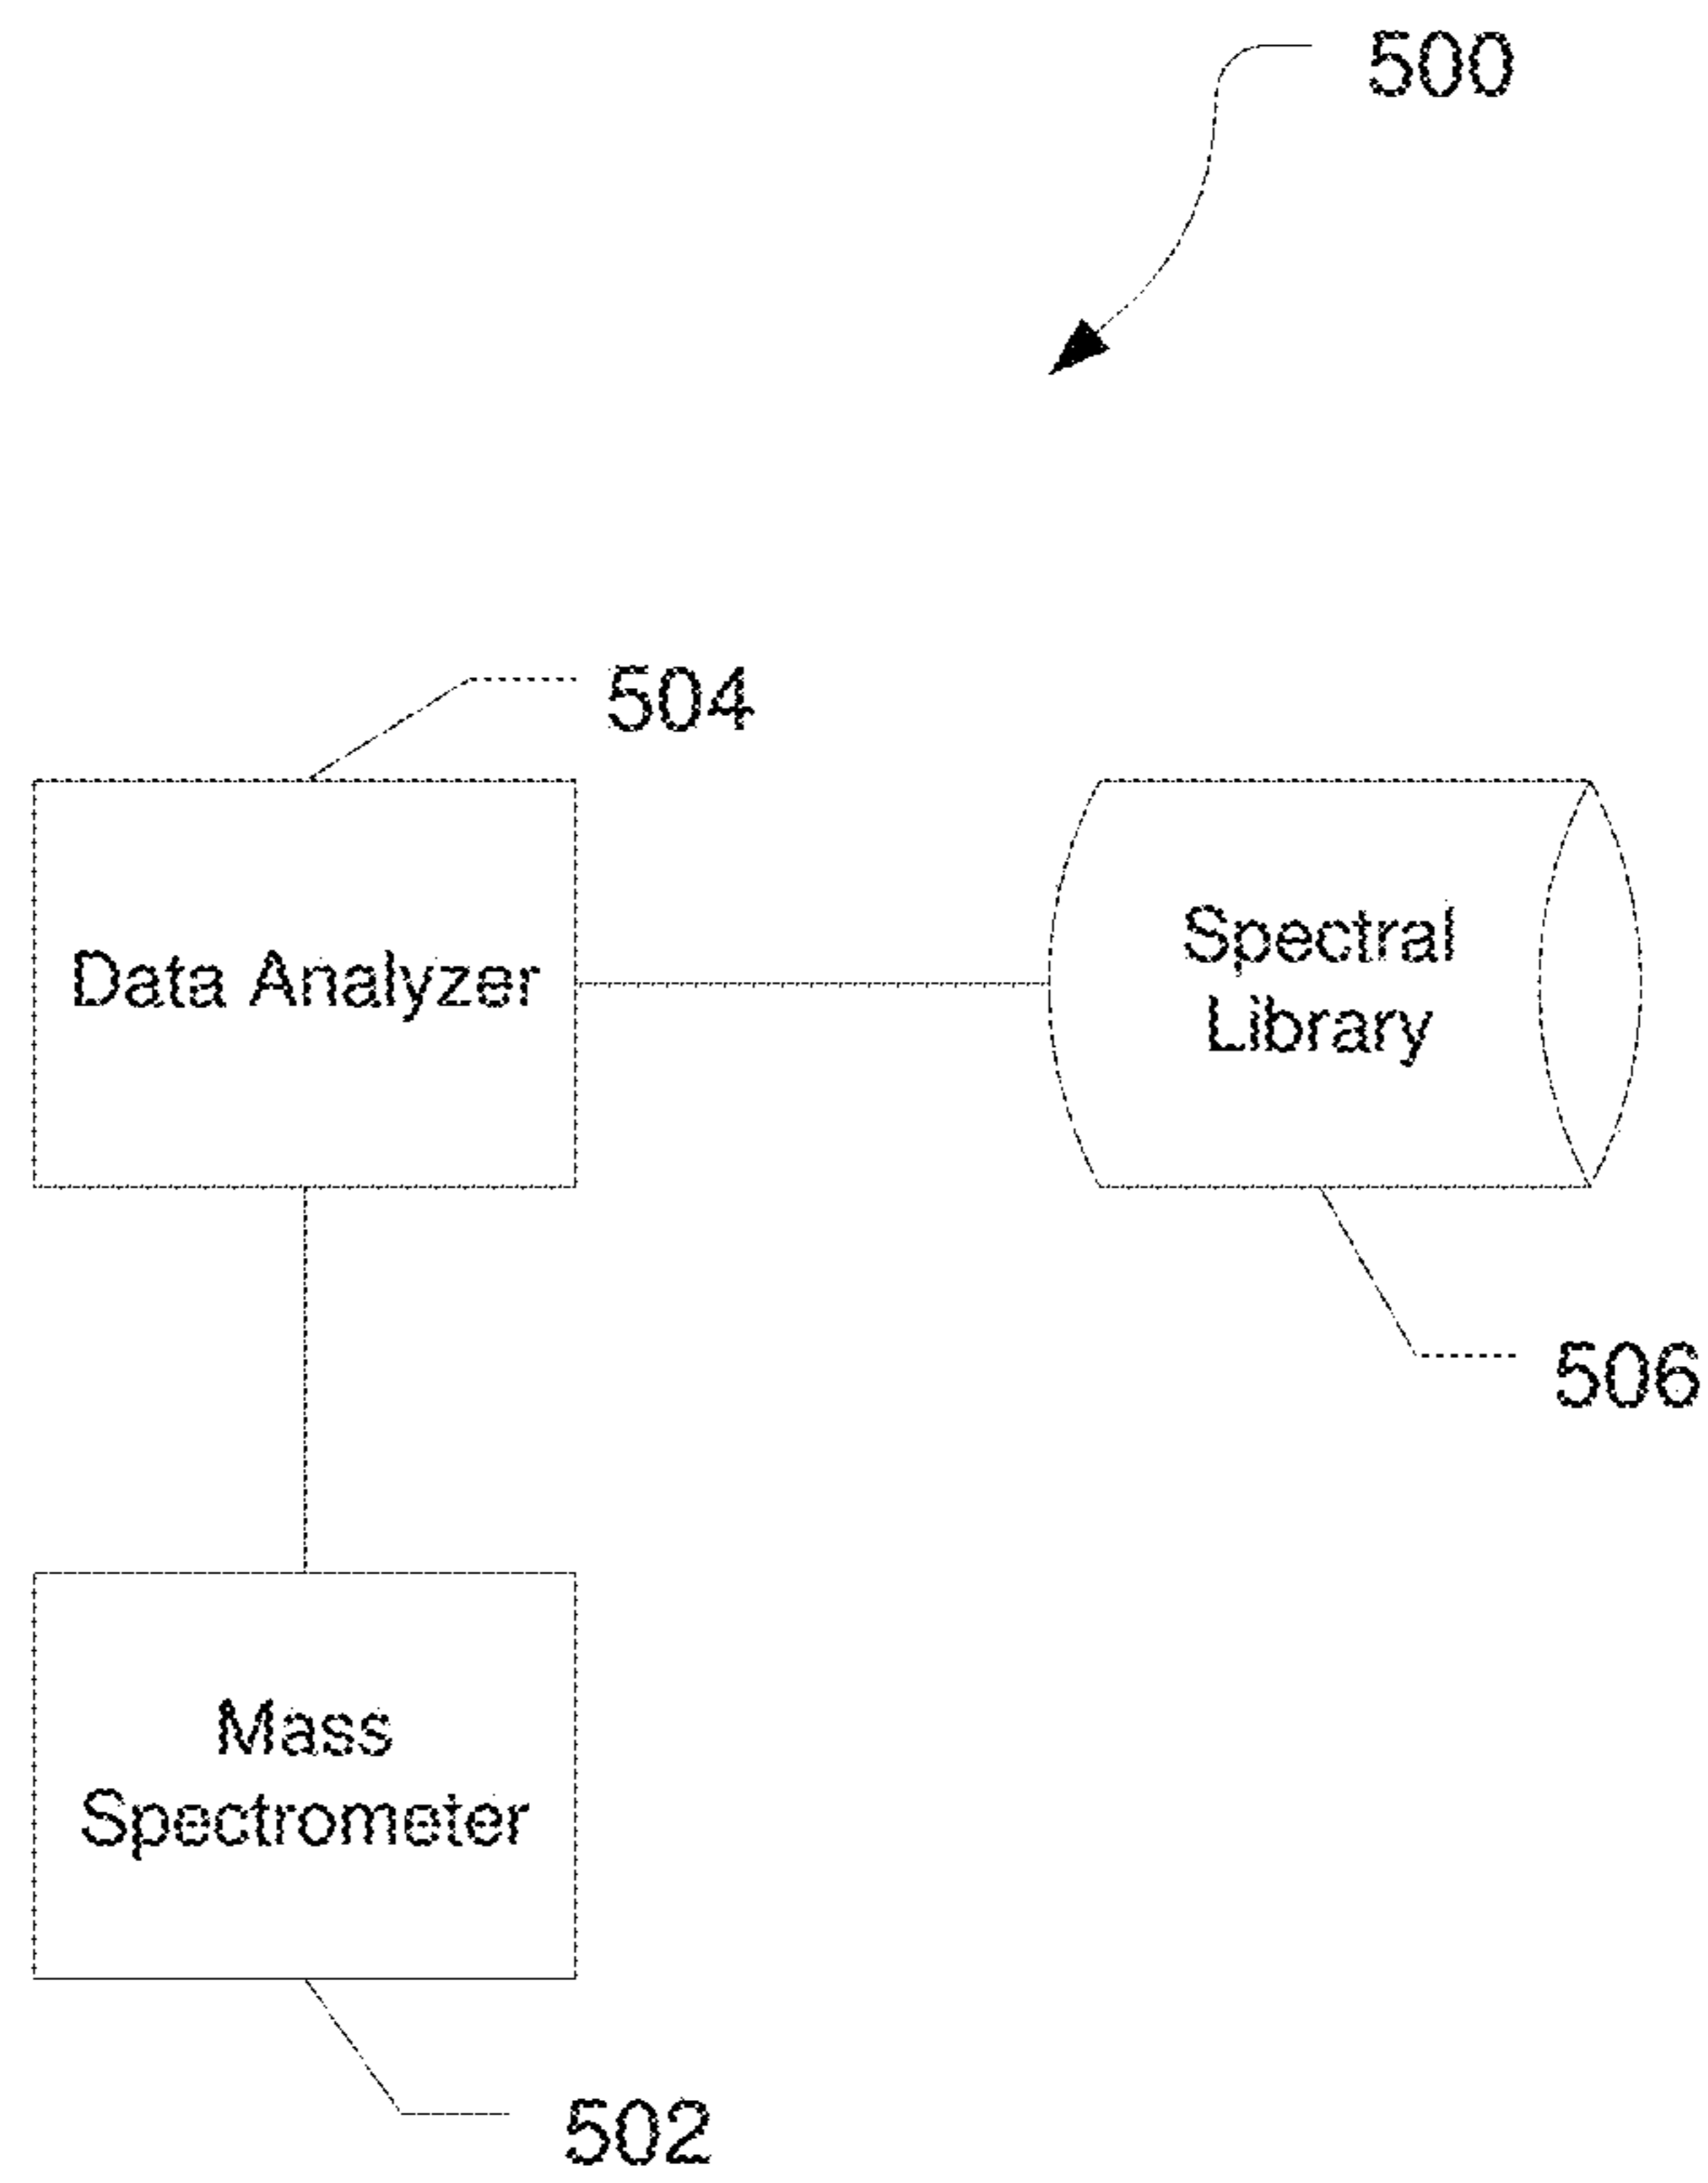 500
504
Data Analyzer
Spectral
Library
506
Mass
Spectrometer
502